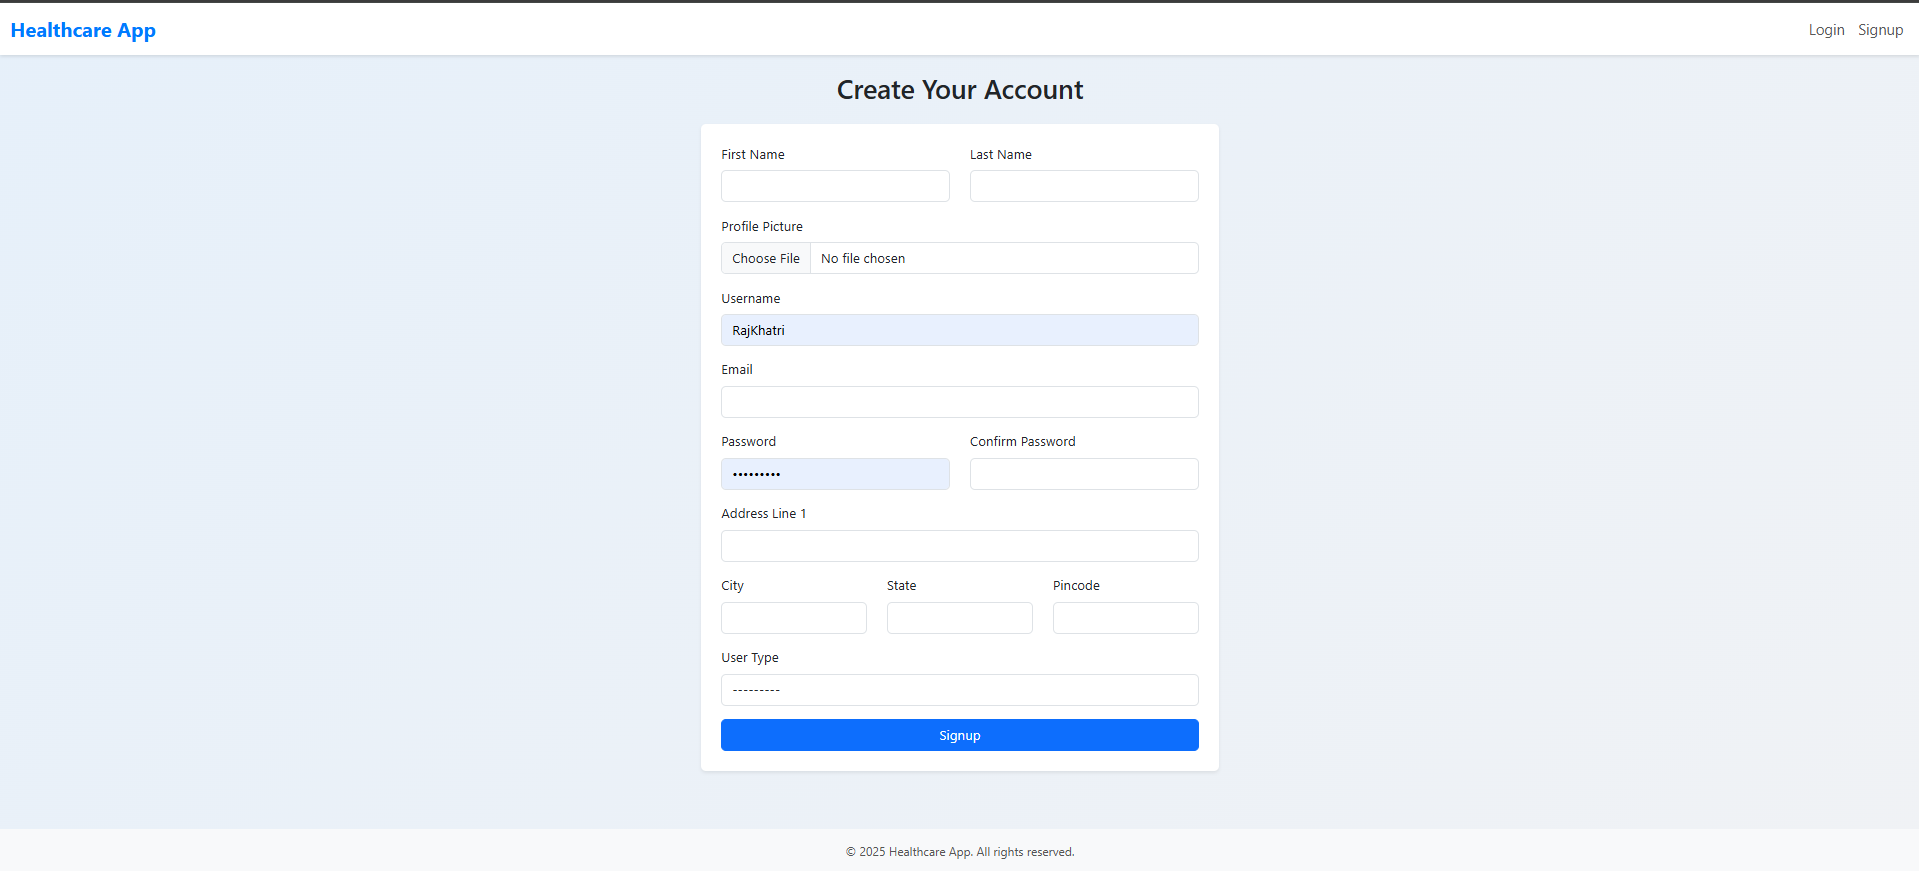 Healthcare App Login Signup
Create Your Account
First Name Last Name
Profile Picture
Choose File No file chosen
Username
RajKhatri
Email
Password Confirm Password
•••••••••
Address Line 1
City State Pincode
User Type
---------
Signup
© 2025 Healthcare App. All rights reserved.